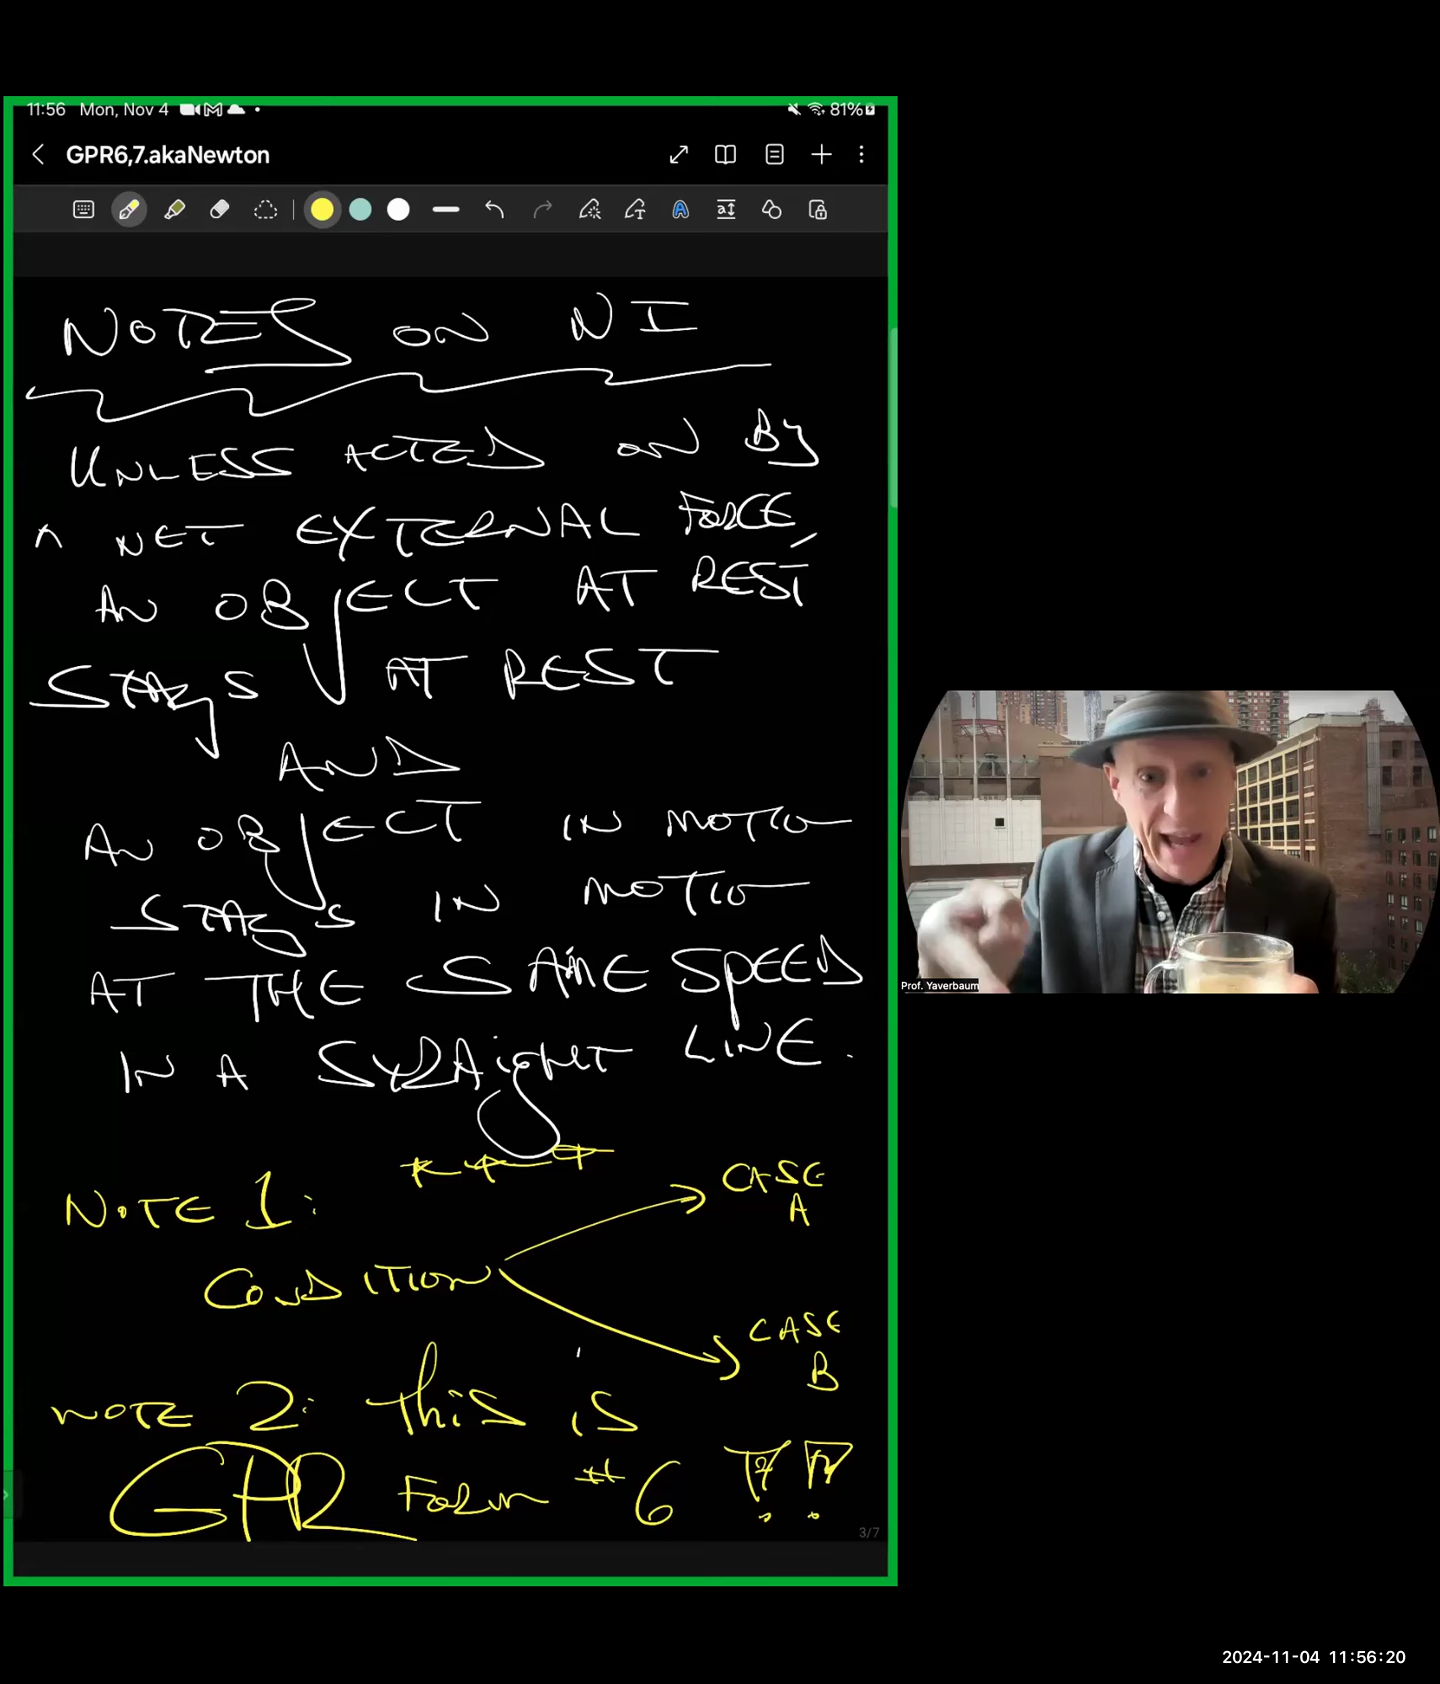 11:56 Mon, Nov 4
81%
GPR6,7.akaNewton
NOTES ON NI
UNLESS ACTED ON BY
A NET EXTERNAL FORCE,
AN OBJECT AT REST
STAYS AT REST
AND
AN OBJECT IN MOTION
STAYS IN MOTION
AT THE SAME SPEED
IN A STRAIGHT LINE.
NOTE 1:
CASE
A
CONDITION
CASE
B
NOTE 2: this is
GPR FORM #6 !!
3/7
Prof. Yaverbaum
2024-11-04 11:56:20